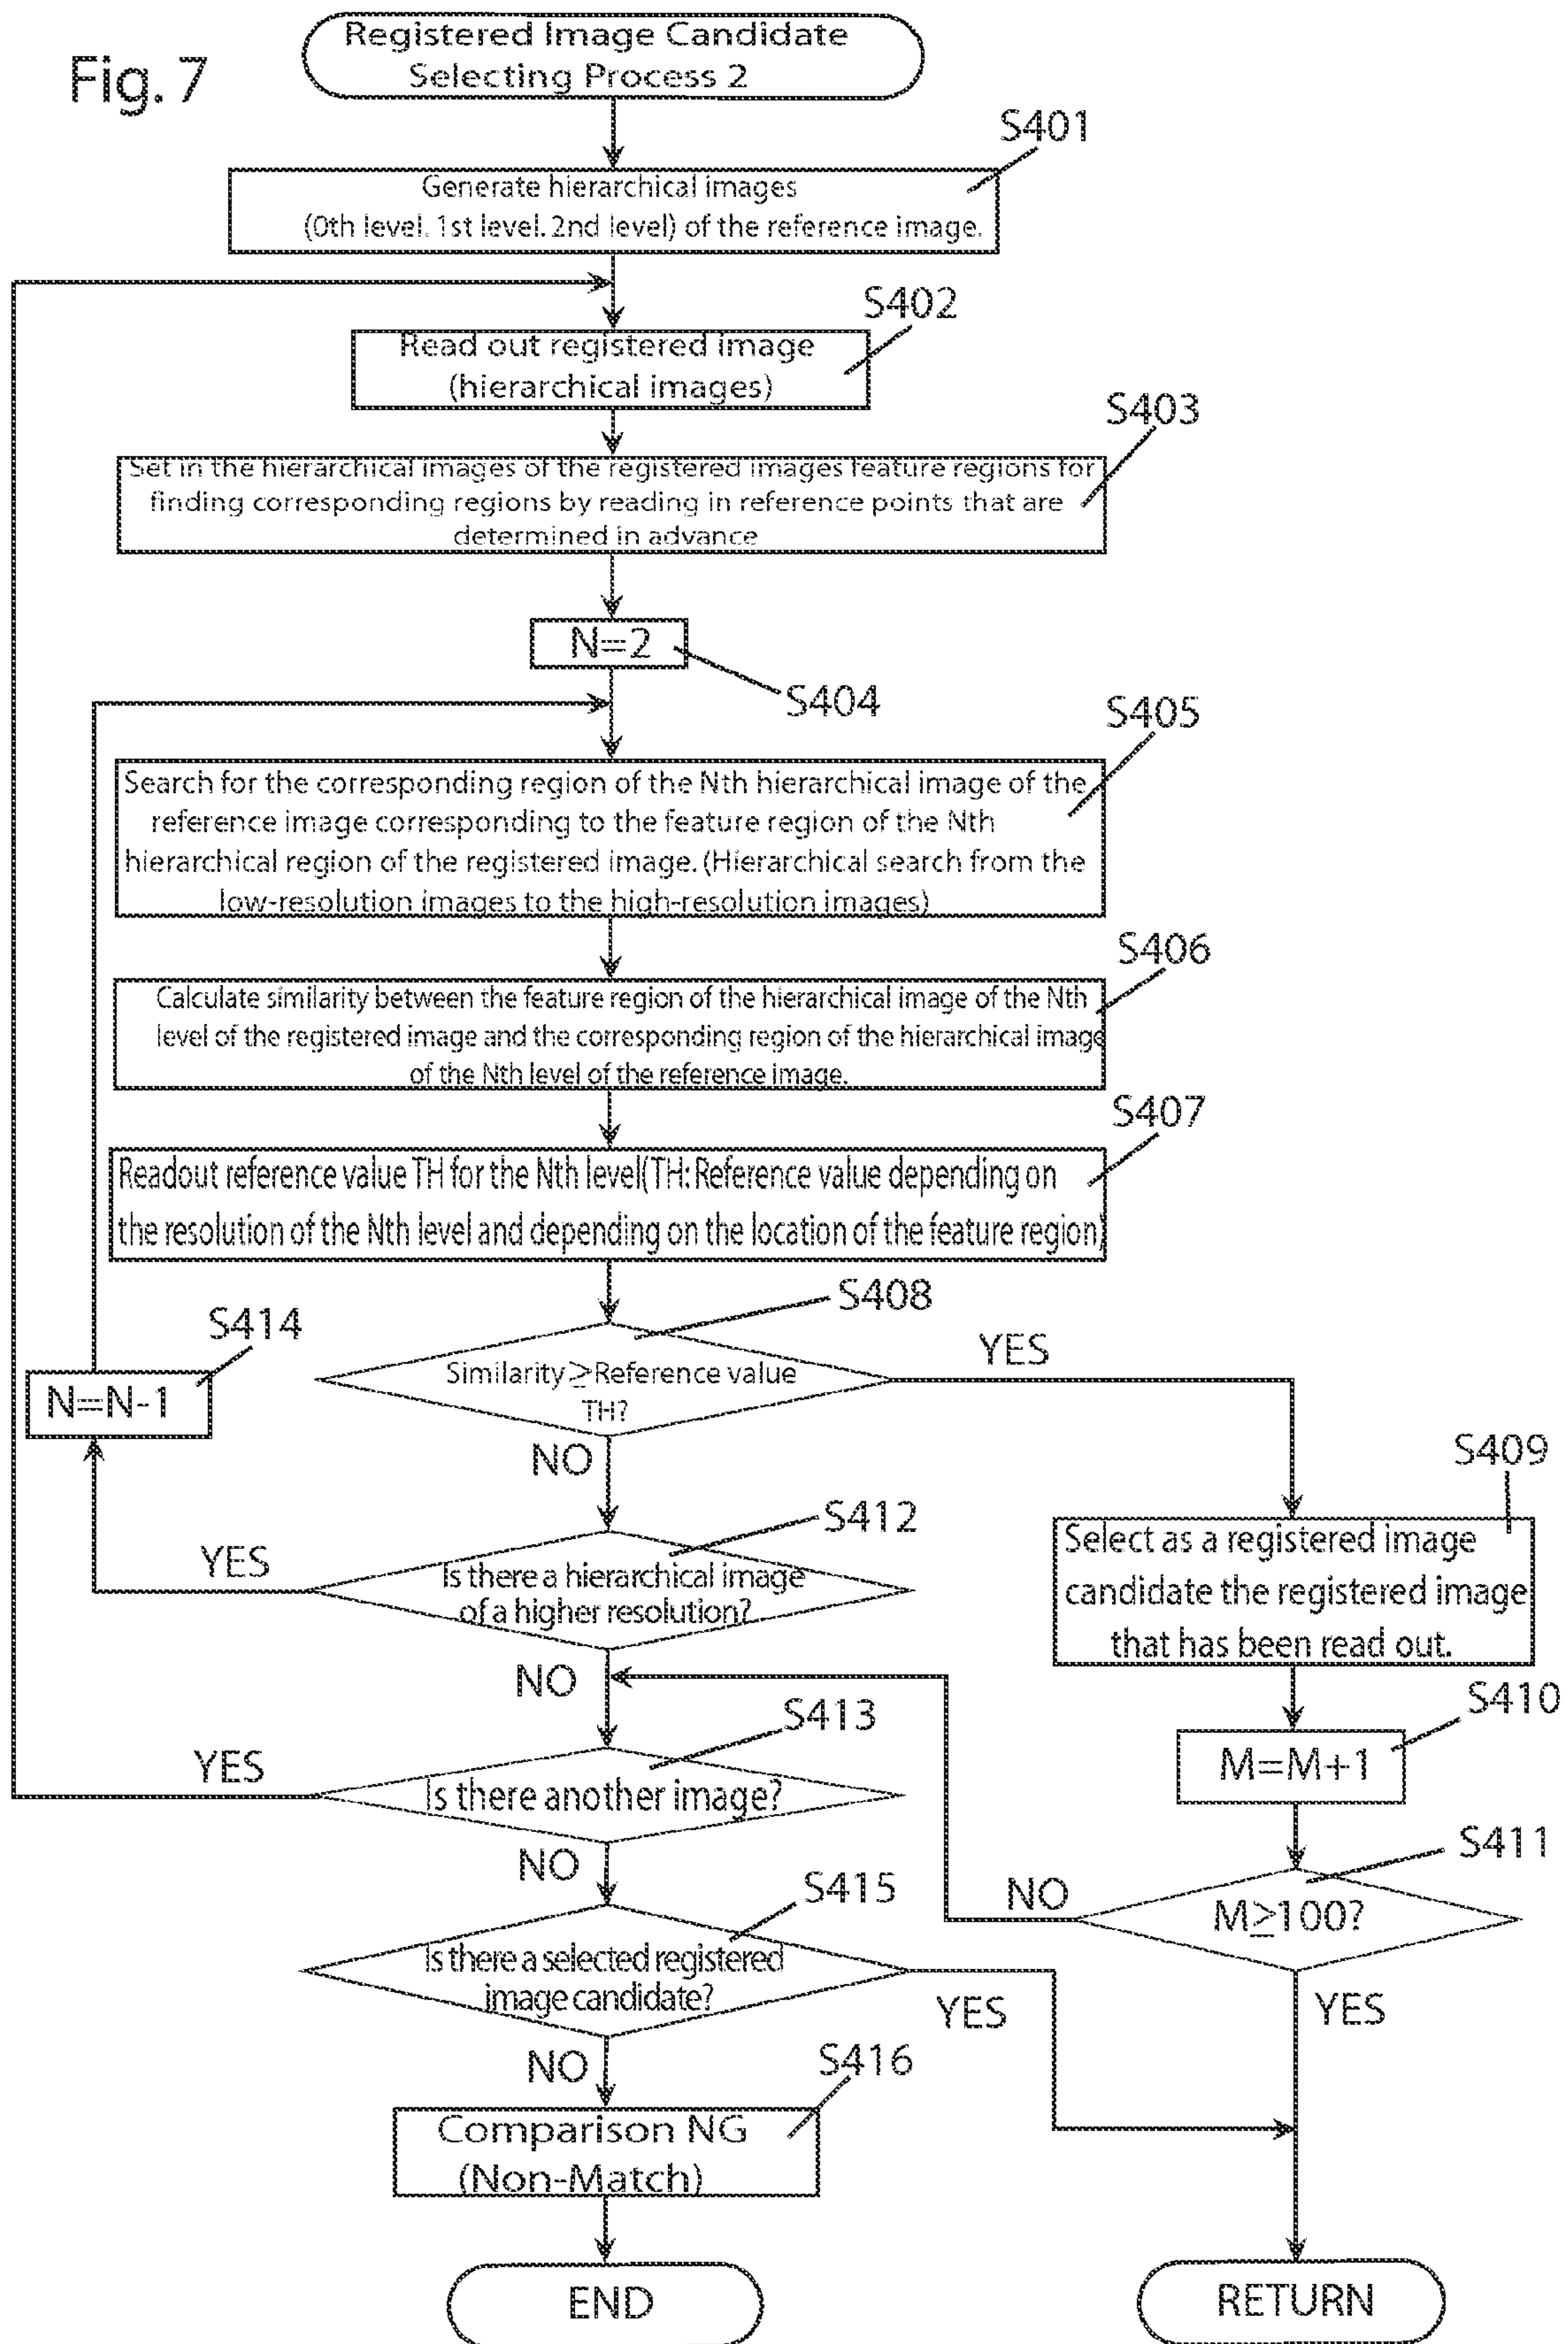 Fig. 7
Registered Image Candidate
Selecting Process 2
S401
Generate hierarchical images
(0th level. 1st level. 2nd level) of the reference image.
S402
Read out registered image
(hierarchical images)
S403
Set in the hierarchical images of the registered images feature regions for
finding corresponding regions by reading in reference points that are
determined in advance
N=2
S404
S405
Search for the corresponding region of the Nth hierarchical image of the
reference image corresponding to the feature region of the Nth
hierarchical region of the registered image. (Hierarchical search from the
low-resolution images to the high-resolution images)
S406
Calculate similarity between the feature region of the hierarchical image of the Nth
level of the registered image and the corresponding region of the hierarchical image
of the Nth level of the reference image.
S407
Readout reference value TH for the Nth level(TH: Reference value depending on
the resolution of the Nth level and depending on the location of the feature region)
S408
Similarity≥Reference value
TH?
YES
NO
S414
N=N-1
S409
Select as a registered image
candidate the registered image
that has been read out.
S412
Is there a hierarchical image
of a higher resolution?
YES
NO
S410
M=M+1
S413
Is there another image?
YES
NO
S411
M≥100?
NO
YES
S415
Is there a selected registered
image candidate?
YES
NO
S416
Comparison NG
(Non-Match)
END
RETURN